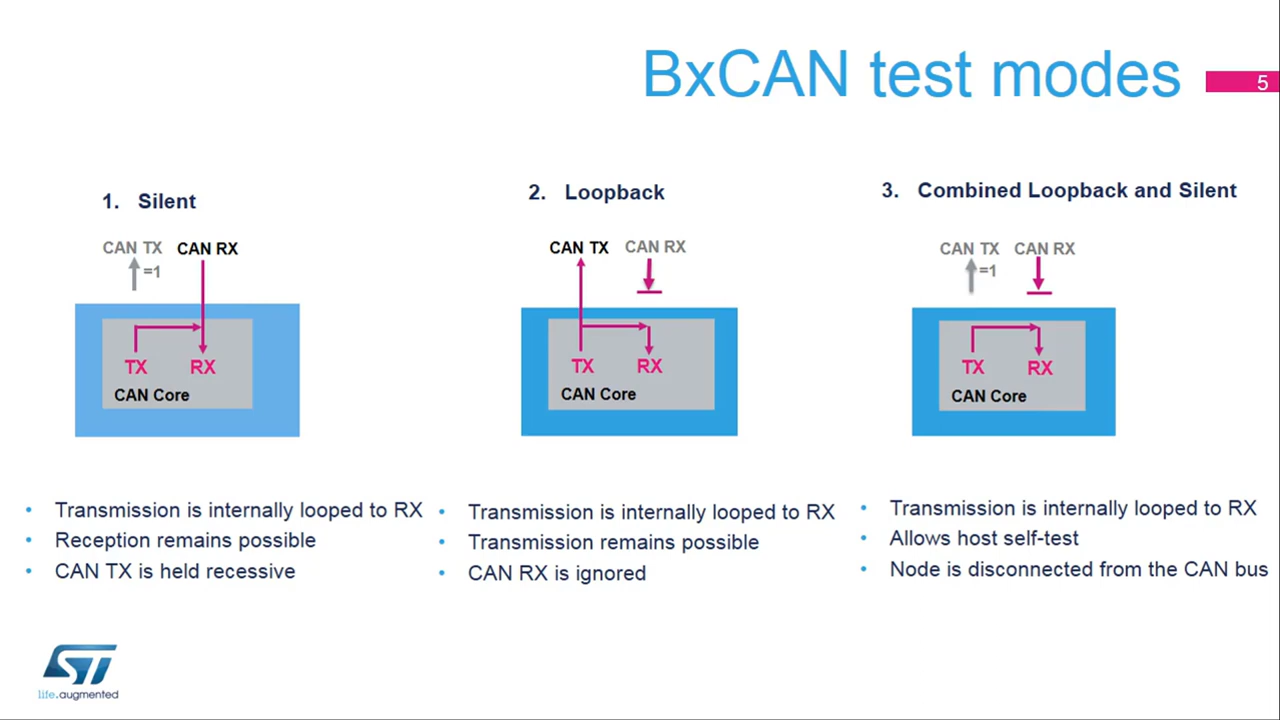 BxCAN test modes
5
1. Silent
CAN TX CAN RX
=1
TX RX
CAN Core
• Transmission is internally looped to RX
• Reception remains possible
• CAN TX is held recessive
2. Loopback
CAN TX CAN RX
TX RX
CAN Core
• Transmission is internally looped to RX
• Transmission remains possible
• CAN RX is ignored
3. Combined Loopback and Silent
CAN TX CAN RX
=1
TX RX
CAN Core
• Transmission is internally looped to RX
• Allows host self-test
• Node is disconnected from the CAN bus
ST
life.augmented